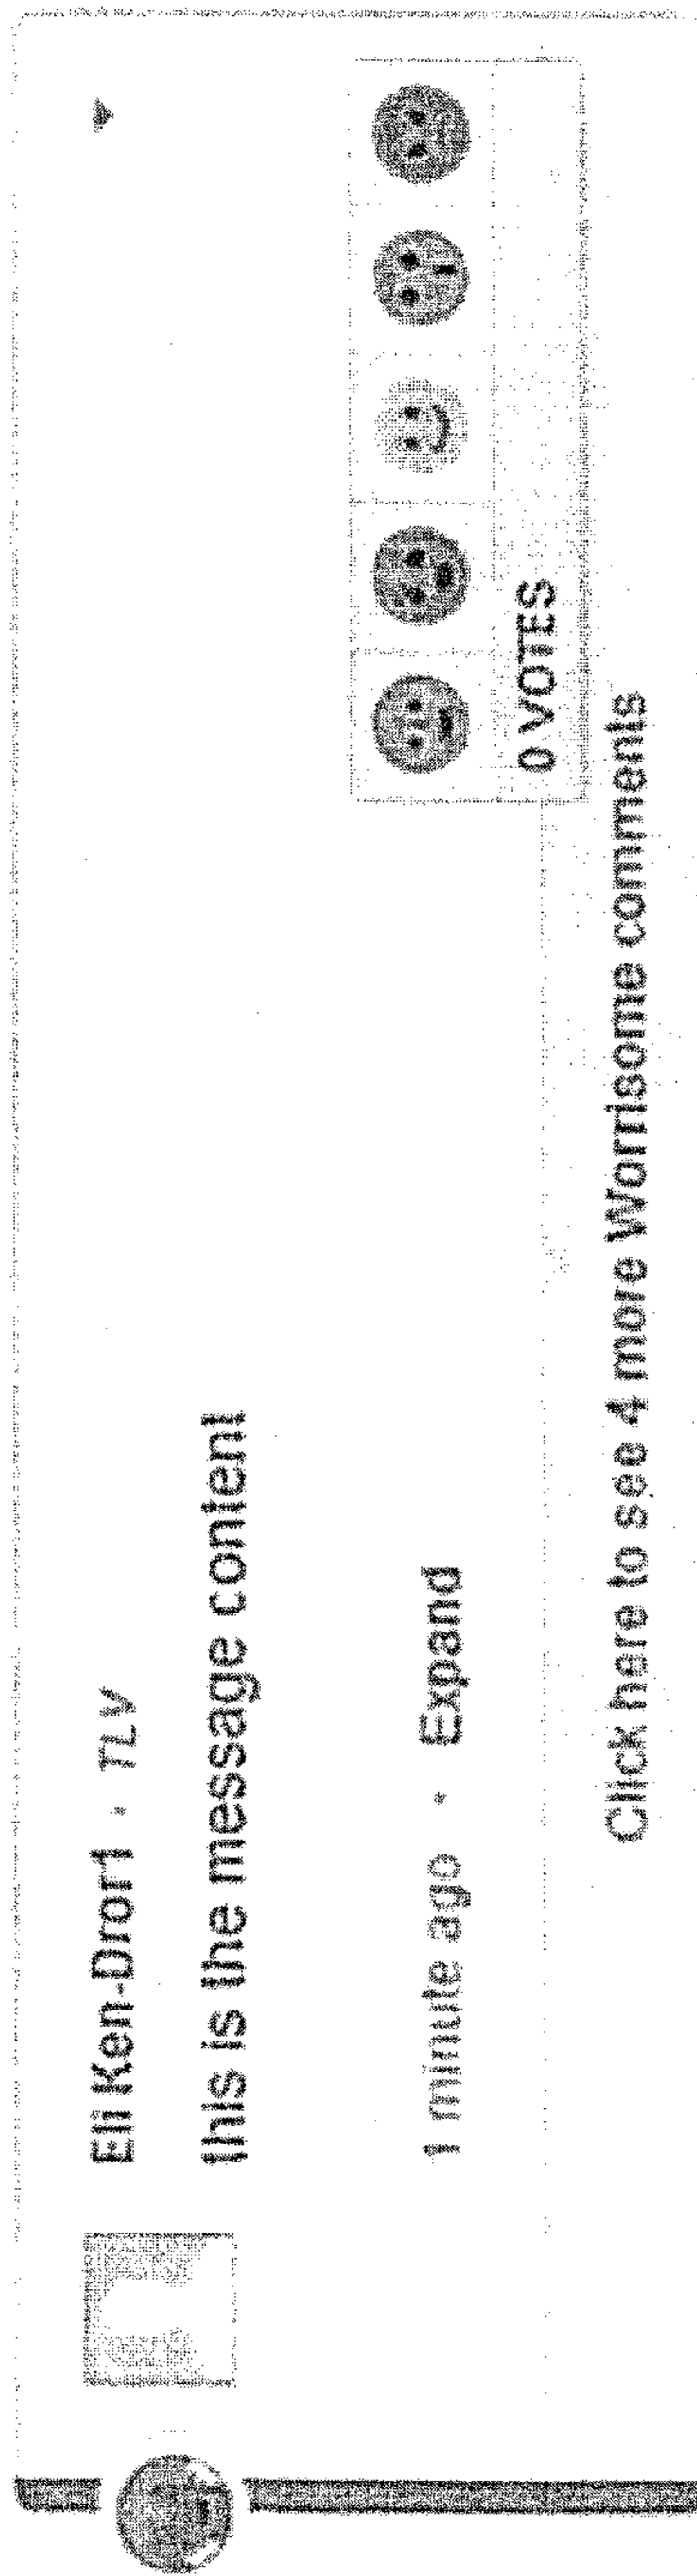 Eli Ken-Dror1 · TLV
this is the message content
1 minute ago · Expand
0 VOTES
Click here to see 4 more Worrisome comments